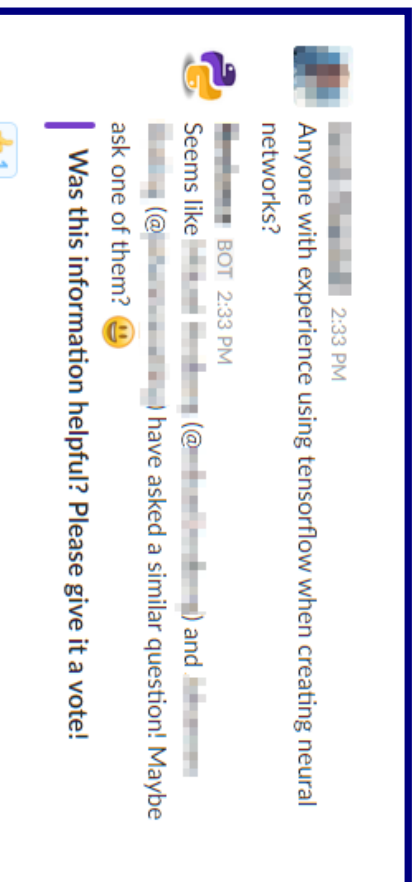 2:33 PM
Anyone with experience using tensorflow when creating neural
networks?
BOT 2:33 PM
Seems like (@ ) and
(@ ) have asked a similar question! Maybe
ask one of them? 😃
Was this information helpful? Please give it a vote!
1